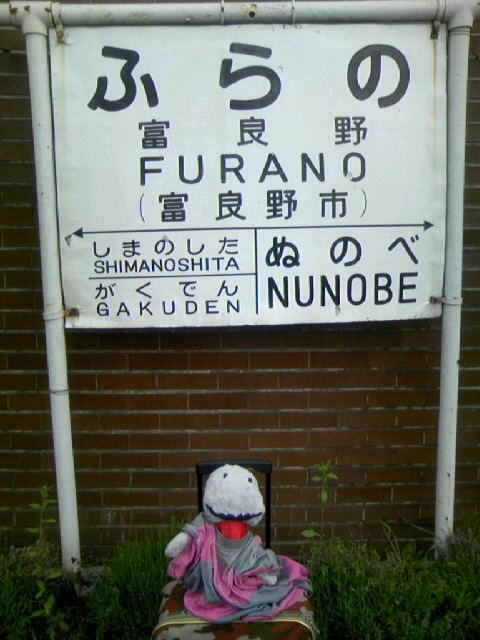 ふらの
富良野
FURANO
(富良野市)
しまのした
SHIMANOSHITA
がくでん
GAKUDEN
ぬのべ
NUNOBE